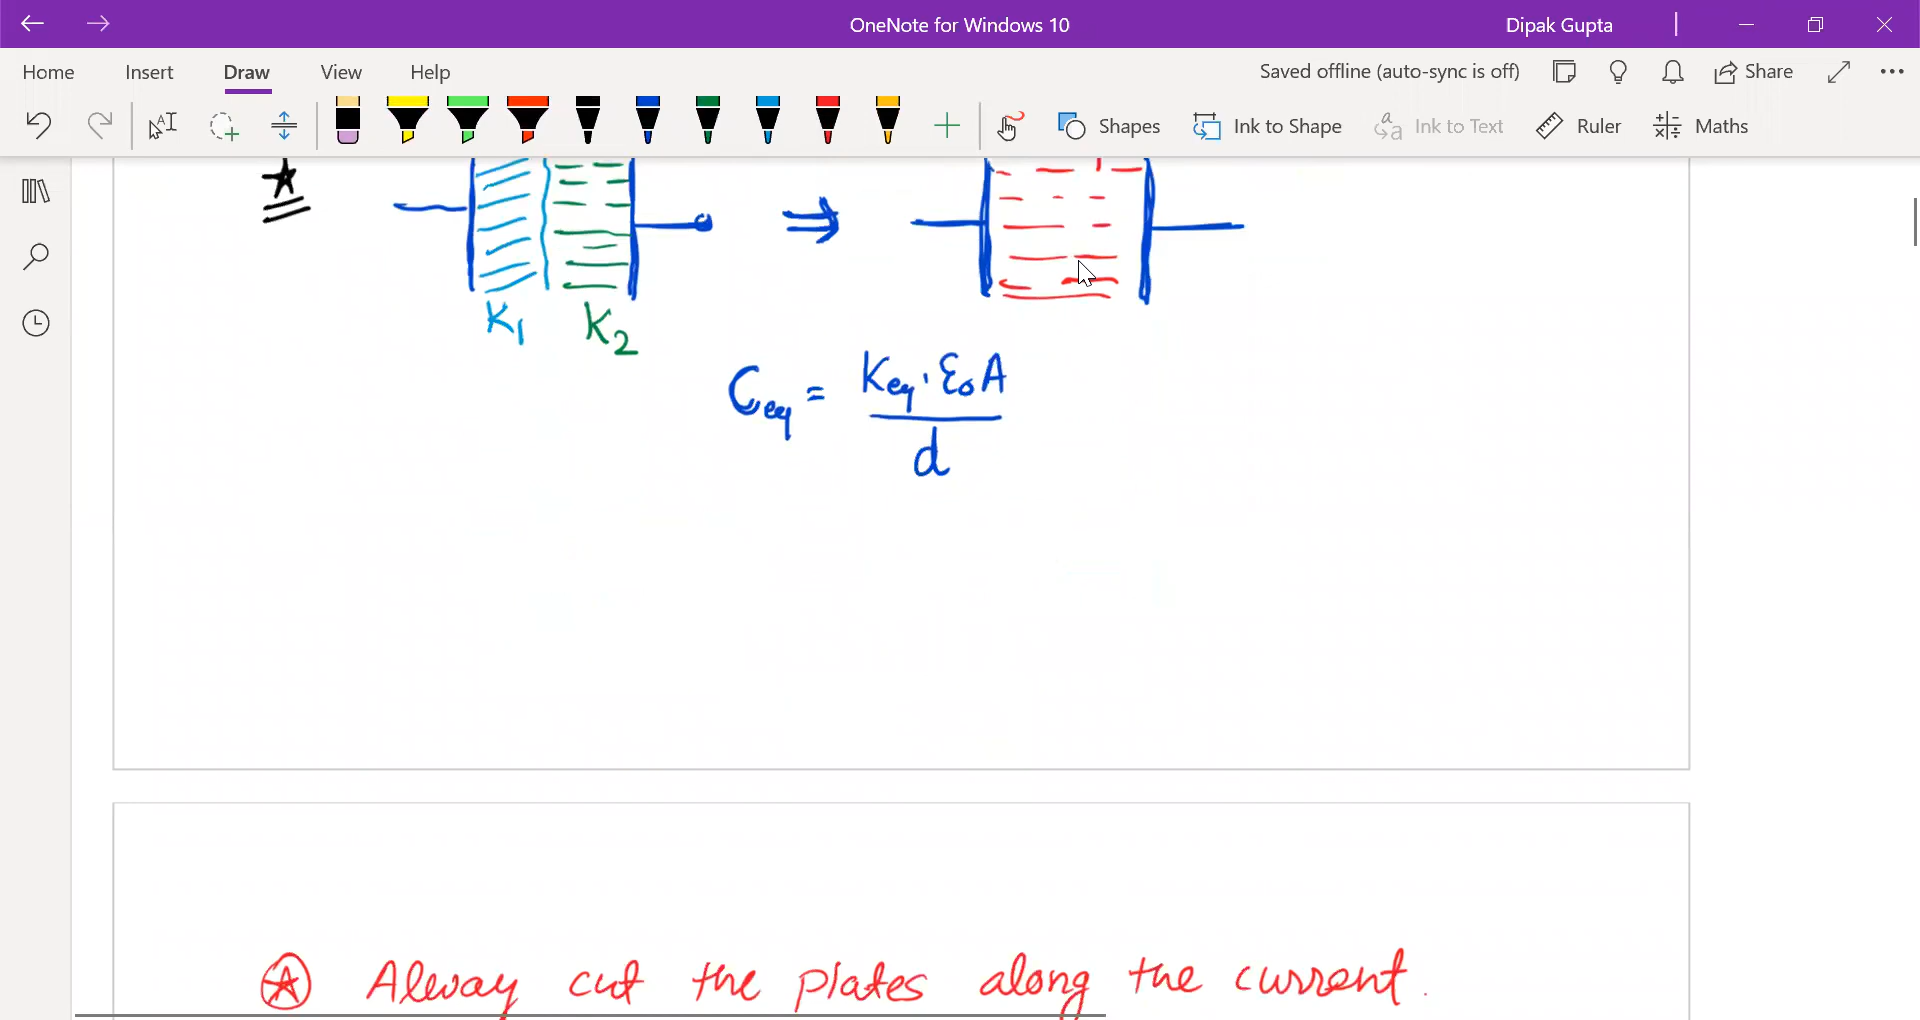 OneNote for Windows 10
Dipak Gupta
Home Insert Draw View Help
Saved offline (auto-sync is off) Share
Shapes Ink to Shape Ink to Text Ruler Maths
K₁ K₂
Ceq = Keq · ε₀A / d
Alway cut the plates along the current.